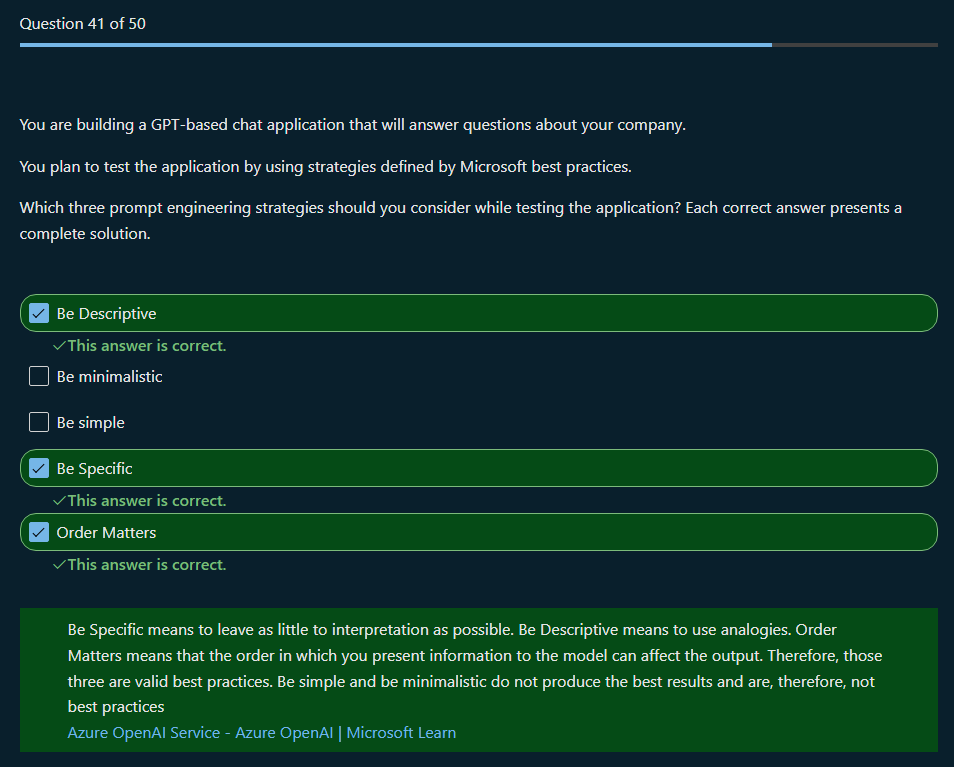 Question 41 of 50
You are building a GPT-based chat application that will answer questions about your company.
You plan to test the application by using strategies defined by Microsoft best practices.
Which three prompt engineering strategies should you consider while testing the application? Each correct answer presents a
complete solution.
Be Descriptive
This answer is correct.
Be minimalistic
Be simple
Be Specific
This answer is correct.
Order Matters
This answer is correct.
Be Specific means to leave as little to interpretation as possible. Be Descriptive means to use analogies. Order
Matters means that the order in which you present information to the model can affect the output. Therefore, those
three are valid best practices. Be simple and be minimalistic do not produce the best results and are, therefore, not
best practices
Azure OpenAI Service - Azure OpenAI | Microsoft Learn